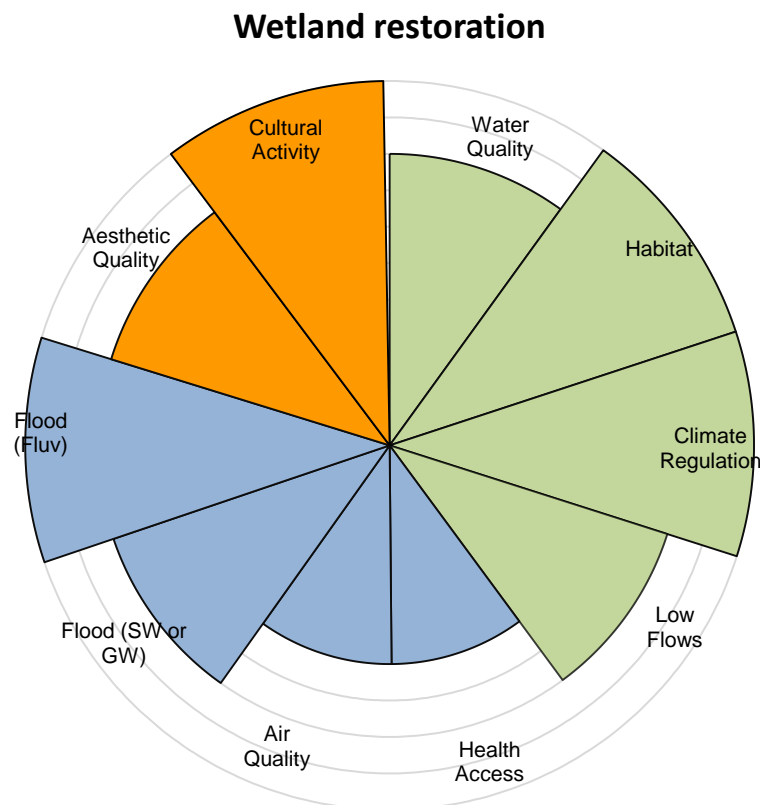 Wetland restoration
Cultural
Activity
Water
Quality
Habitat
Climate
Regulation
Low
Flows
Health
Access
Air
Quality
Flood (SW or
GW)
Flood
(Fluv)
Aesthetic
Quality